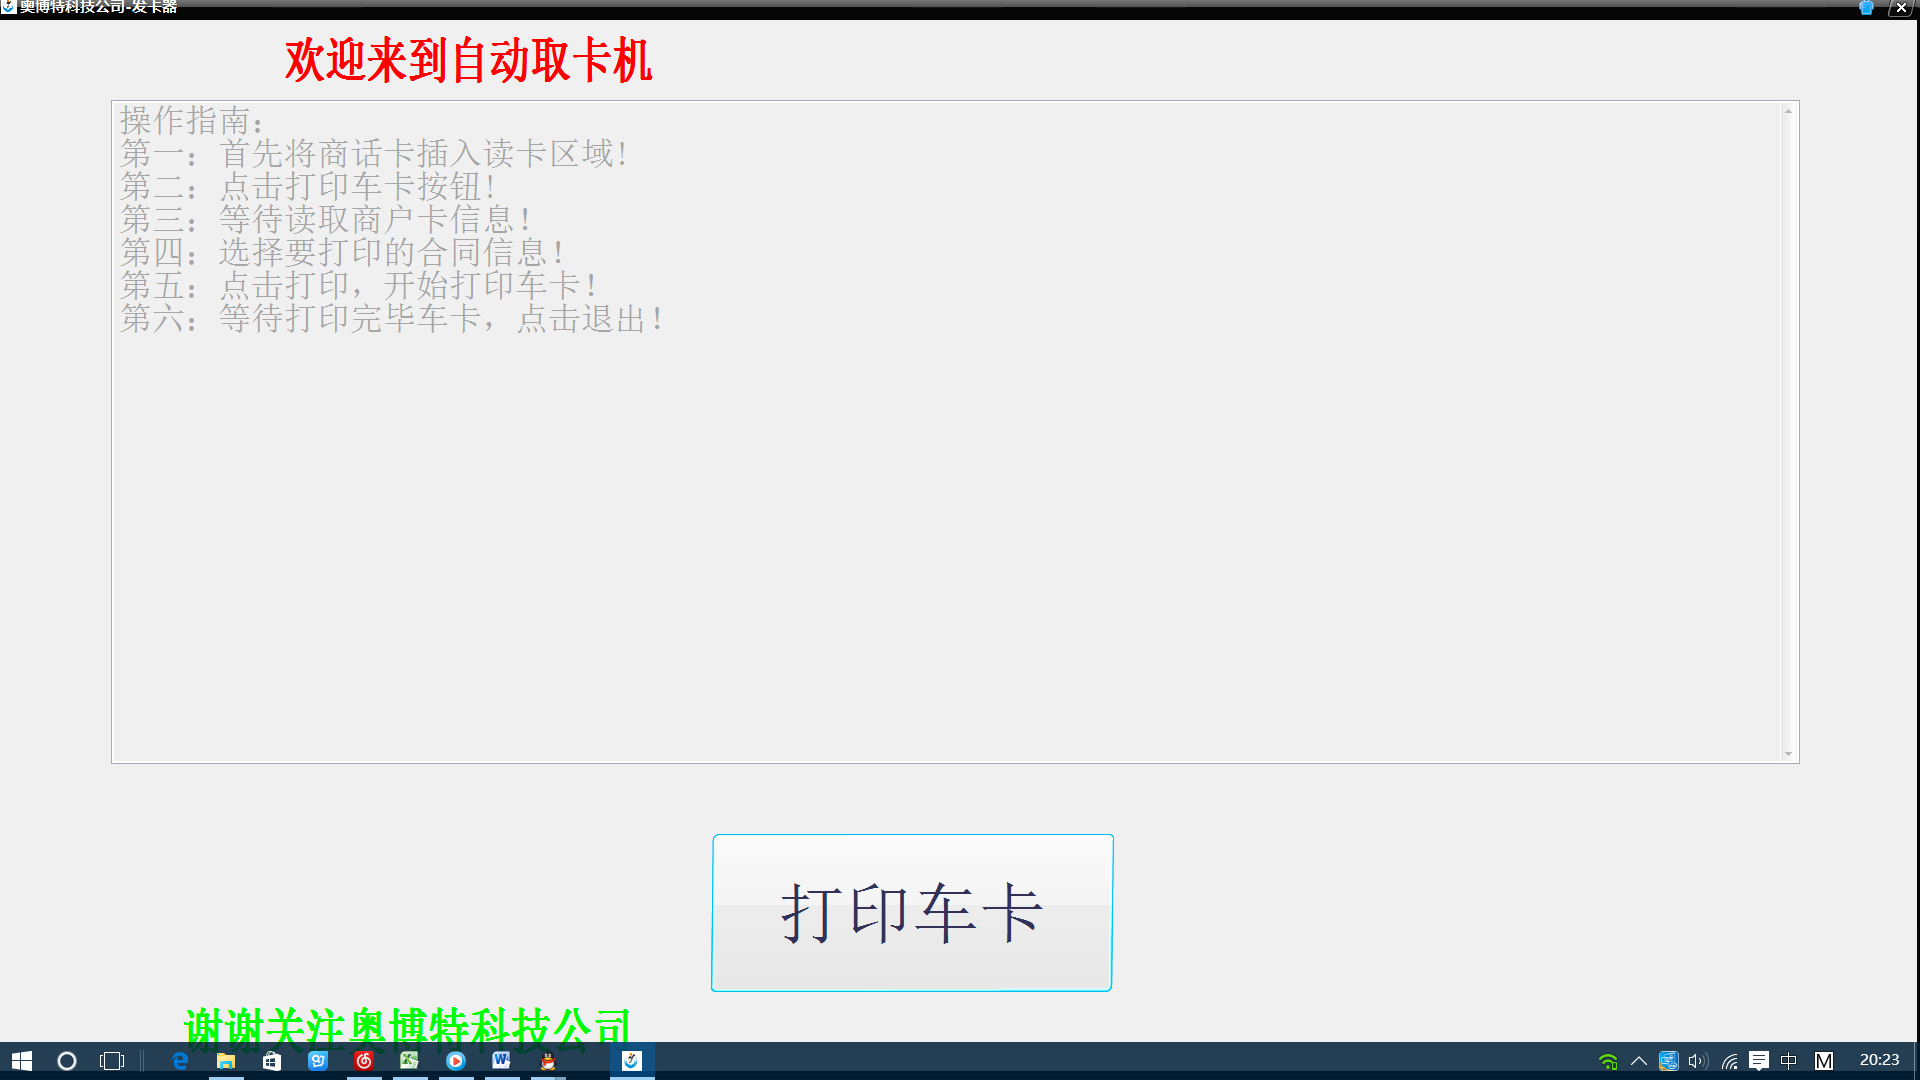 奥博特科技公司-发卡器
欢迎来到自动取卡机
操作指南:
第一: 首先将商话卡插入读卡区域!
第二: 点击打印车卡按钮!
第三: 等待读取商户卡信息!
第四: 选择要打印的合同信息!
第五: 点击打印，开始打印车卡!
第六: 等待打印完毕车卡，点击退出!
打印车卡
谢谢关注奥博特科技公司
中
M
20:23